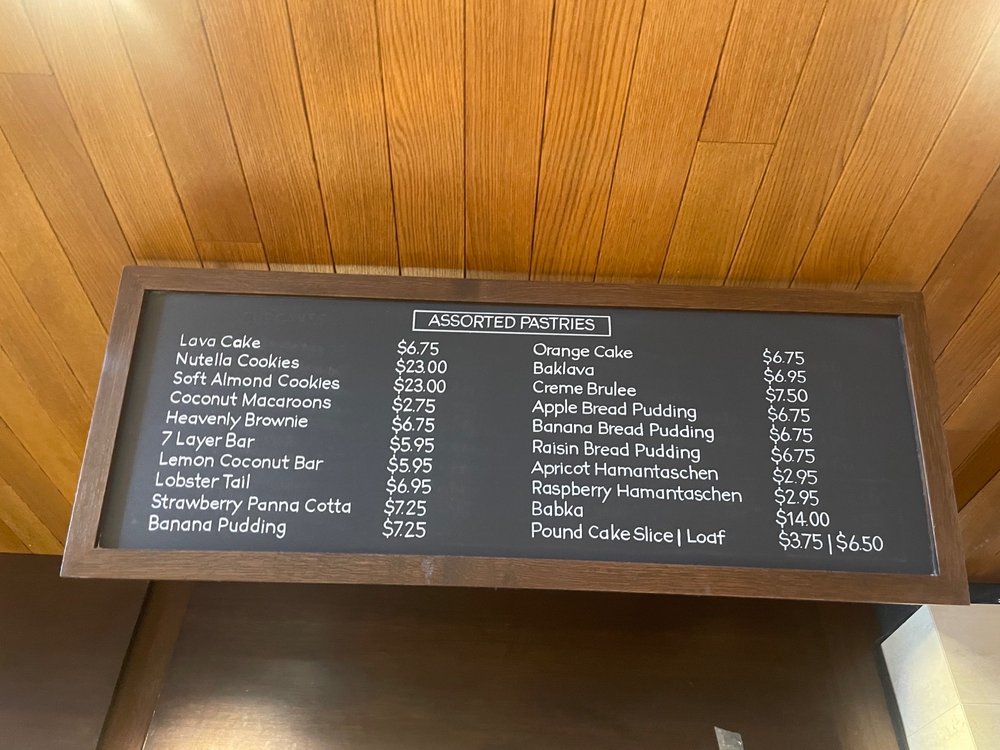 ASSORTED PASTRIES
Lava Cake $6.75
Nutella Cookies $23.00
Soft Almond Cookies $23.00
Coconut Macaroons $2.75
Heavenly Brownie $6.75
7 Layer Bar $5.95
Lemon Coconut Bar $5.95
Lobster Tail $6.95
Strawberry Panna Cotta $7.25
Banana Pudding $7.25
Orange Cake $6.75
Baklava $6.95
Creme Brulee $7.50
Apple Bread Pudding $6.75
Banana Bread Pudding $6.75
Raisin Bread Pudding $6.75
Apricot Hamantaschen $2.95
Raspberry Hamantaschen $2.95
Babka $14.00
Pound Cake Slice | Loaf $3.75 | $6.50